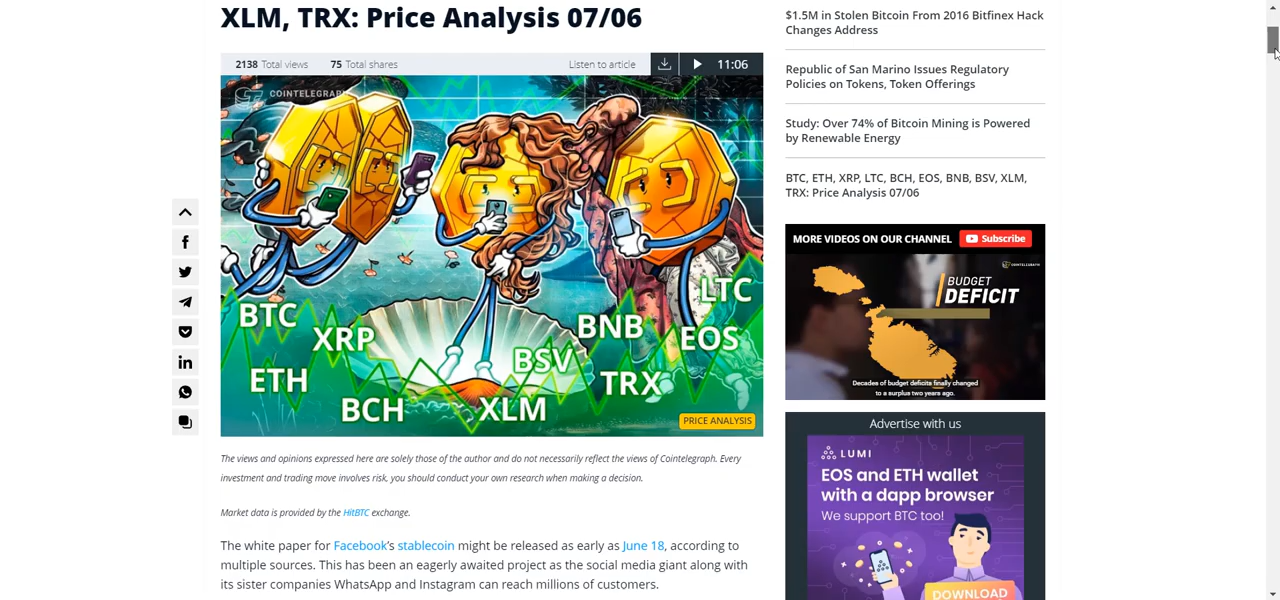 XLM, TRX: Price Analysis 07/06
2138 Total views 75 Total shares
Listen to article
11:06
COINTELEGRAPH
BTC
XRP
ETH
BCH
XLM
BSV
BNB
TRX
LTC
EOS
PRICE ANALYSIS
The views and opinions expressed here are solely those of the author and do not necessarily reflect the views of Cointelegraph. Every
investment and trading move involves risk, you should conduct your own research when making a decision.
Market data is provided by the HitBTC exchange.
The white paper for Facebook's stablecoin might be released as early as June 18, according to
multiple sources. This has been an eagerly awaited project as the social media giant along with
its sister companies WhatsApp and Instagram can reach millions of customers.
$1.5M in Stolen Bitcoin From 2016 Bitfinex Hack
Changes Address
Republic of San Marino Issues Regulatory
Policies on Tokens, Token Offerings
Study: Over 74% of Bitcoin Mining is Powered
by Renewable Energy
BTC, ETH, XRP, LTC, BCH, EOS, BNB, BSV, XLM,
TRX: Price Analysis 07/06
MORE VIDEOS ON OUR CHANNEL
Subscribe
COINTELEGRAPH
BUDGET
DEFICIT
Decades of budget deficits finally changed
to a surplus two years ago.
Advertise with us
LUMI
EOS and ETH wallet
with a dapp browser
We support BTC too!
DOWNLOAD